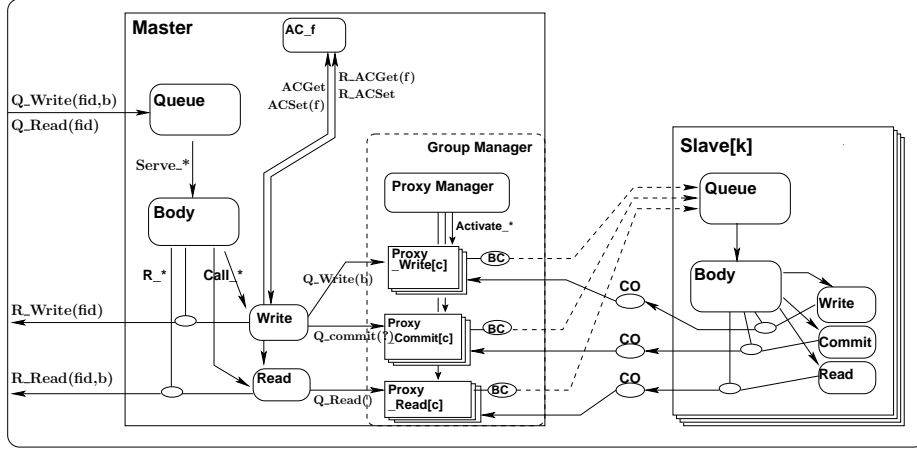 Master
AC_f
ACGet
ACSet(f)
R_ACGet(f)
R_ACSet
Q_Write(fid,b)
Q_Read(fid)
Queue
Serve_*
Body
R_*
Call_*
Group Manager
Proxy Manager
Activate_*
Proxy
_Write[c]
BC
Q_Write(b)
R_Write(fid)
Write
Q_commit(?)
Proxy
Commit[c]
BC
R_Read(fid,b)
Read
Q_Read()
Proxy
_Read[c]
BC
CO
CO
CO
Slave[k]
Queue
Body
Write
Commit
Read